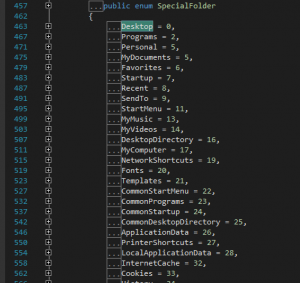 457 ...public enum SpecialFolder
462 {
463 ...Desktop = 0,
467 ...Programs = 2,
471 ...Personal = 5,
475 ...MyDocuments = 5,
479 ...Favorites = 6,
483 ...Startup = 7,
487 ...Recent = 8,
491 ...SendTo = 9,
495 ...StartMenu = 11,
499 ...MyMusic = 13,
503 ...MyVideos = 14,
507 ...DesktopDirectory = 16,
511 ...MyComputer = 17,
515 ...NetworkShortcuts = 19,
519 ...Fonts = 20,
523 ...Templates = 21,
527 ...CommonStartMenu = 22,
532 ...CommonPrograms = 23,
537 ...CommonStartup = 24,
542 ...CommonDesktopDirectory = 25,
546 ...ApplicationData = 26,
550 ...PrinterShortcuts = 27,
554 ...LocalApplicationData = 28,
558 ...InternetCache = 32,
562 ...Cookies = 33,